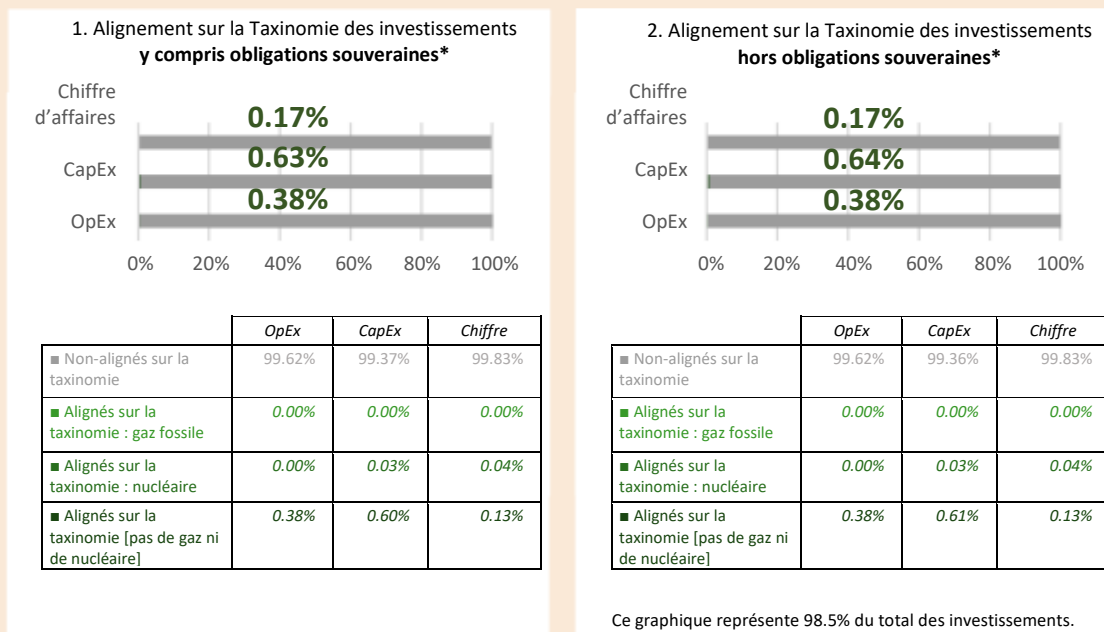 1. Alignement sur la Taxinomie des investissements
y compris obligations souveraines*
Chiffre
d’affaires
0.17%
CapEx
0.63%
OpEx
0.38%
0% 20% 40% 60% 80% 100%
OpEx CapEx Chiffre
■ Non-alignés sur la
taxinomie
99.62% 99.37% 99.83%
■ Alignés sur la
taxinomie : gaz fossile
0.00% 0.00% 0.00%
■ Alignés sur la
taxinomie : nucléaire
0.00% 0.03% 0.04%
■ Alignés sur la
taxinomie [pas de gaz ni
de nucléaire]
0.38% 0.60% 0.13%
2. Alignement sur la Taxinomie des investissements
hors obligations souveraines*
Chiffre
d’affaires
0.17%
CapEx
0.64%
OpEx
0.38%
0% 20% 40% 60% 80% 100%
OpEx CapEx Chiffre
■ Non-alignés sur la
taxinomie
99.62% 99.36% 99.83%
■ Alignés sur la
taxinomie : gaz fossile
0.00% 0.00% 0.00%
■ Alignés sur la
taxinomie : nucléaire
0.00% 0.03% 0.04%
■ Alignés sur la
taxinomie [pas de gaz ni
de nucléaire]
0.38% 0.61% 0.13%
Ce graphique représente 98.5% du total des investissements.